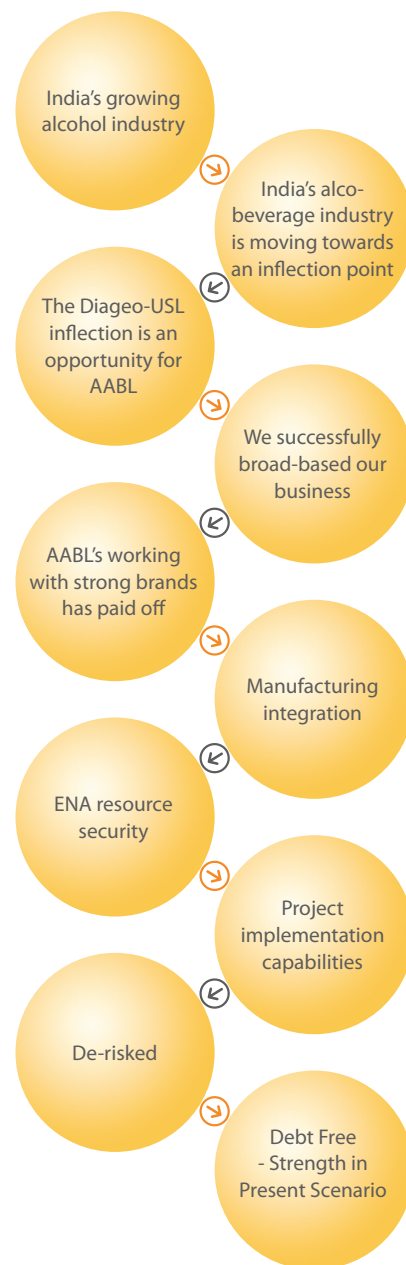 India's growing
alcohol industry
India's alco-
beverage industry
is moving towards
an inflection point
The Diageo-USL
inflection is an
opportunity for
AABL
We successfully
broad-based our
business
AABL's working
with strong brands
has paid off
Manufacturing
integration
ENA resource
security
Project
implementation
capabilities
De-risked
Debt Free
- Strength in
Present Scenario